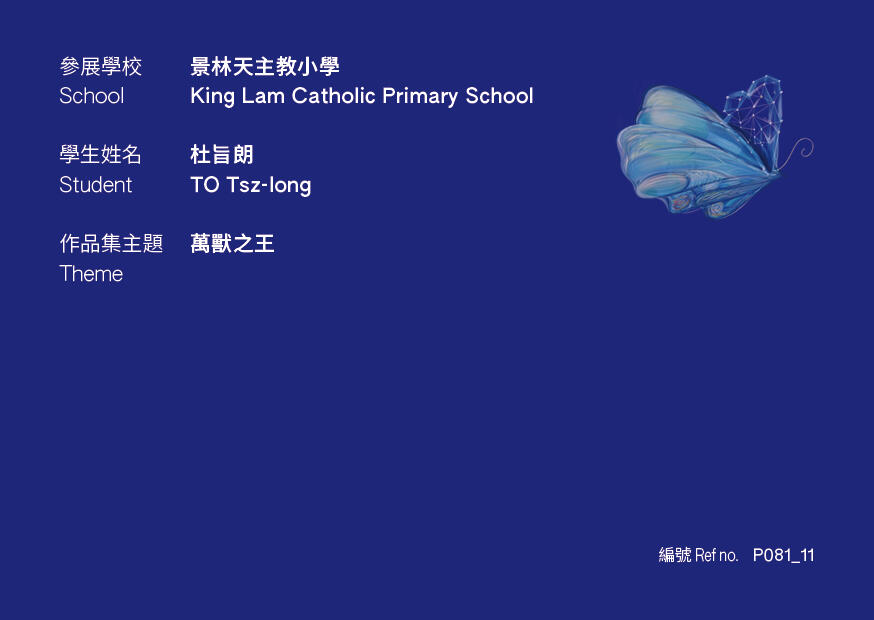 參展學校 景林天主教小學
School King Lam Catholic Primary School
學生姓名 杜旨朗
Student TO Tsz-long
作品集主題 萬獸之王
Theme
編號 Ref no. P081_11